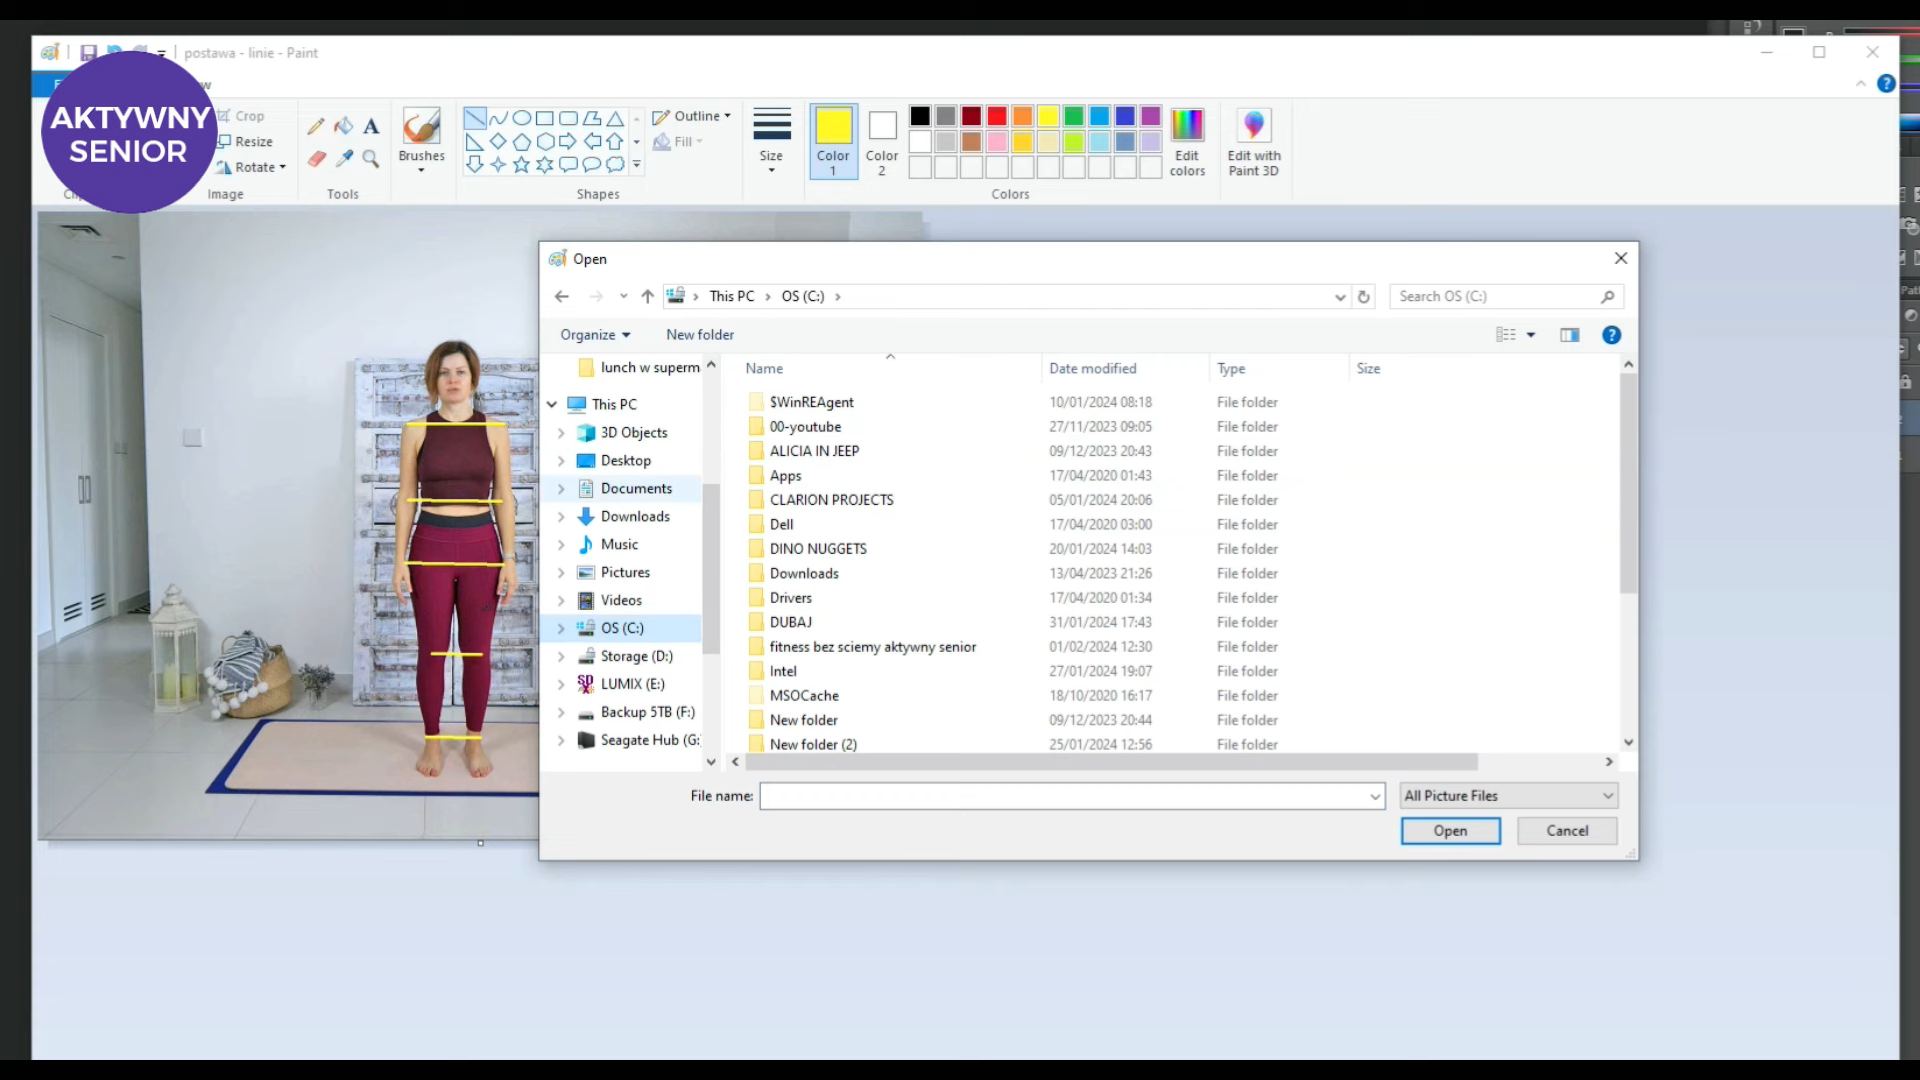 postawa - linie - Paint
AKTYWNY
SENIOR
Crop
Resize
Rotate
Image
Tools
Brushes
Shapes
Outline
Fill
Size
Color
1
Color
2
Edit
colors
Edit with
Paint 3D
Colors
Open
This PC
OS (C:)
Search OS (C:)
Organize
New folder
lunch w superm
This PC
3D Objects
Desktop
Documents
Downloads
Music
Pictures
Videos
OS (C:)
Storage (D:)
LUMIX (E:)
Backup 5TB (F:)
Seagate Hub (G:
Name Date modified Type Size
$WinREAgent 10/01/2024 08:18 File folder
00-youtube 27/11/2023 09:05 File folder
ALICIA IN JEEP 09/12/2023 20:43 File folder
Apps 17/04/2020 01:43 File folder
CLARION PROJECTS 05/01/2024 20:06 File folder
Dell 17/04/2020 03:00 File folder
DINO NUGGETS 20/01/2024 14:03 File folder
Downloads 13/04/2023 21:26 File folder
Drivers 17/04/2020 01:34 File folder
DUBAJ 31/01/2024 17:43 File folder
fitness bez sciemy aktywny senior 01/02/2024 12:30 File folder
Intel 27/01/2024 19:07 File folder
MSOCache 18/10/2020 16:17 File folder
New folder 09/12/2023 20:44 File folder
New folder (2) 25/01/2024 12:56 File folder
File name:
All Picture Files
Open
Cancel